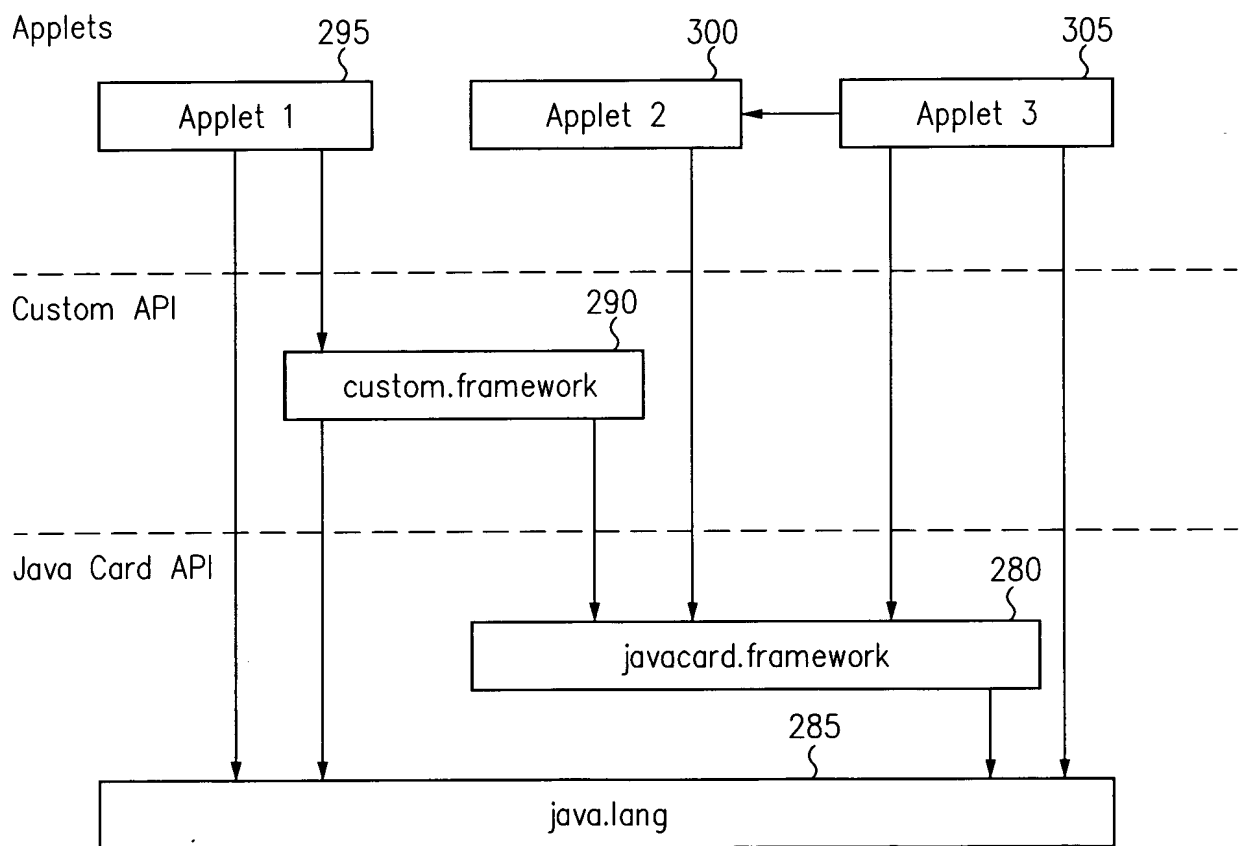 Applets
295
300
305
Applet 1
Applet 2
Applet 3
Custom API
290
custom.framework
Java Card API
280
javacard.framework
285
java.lang